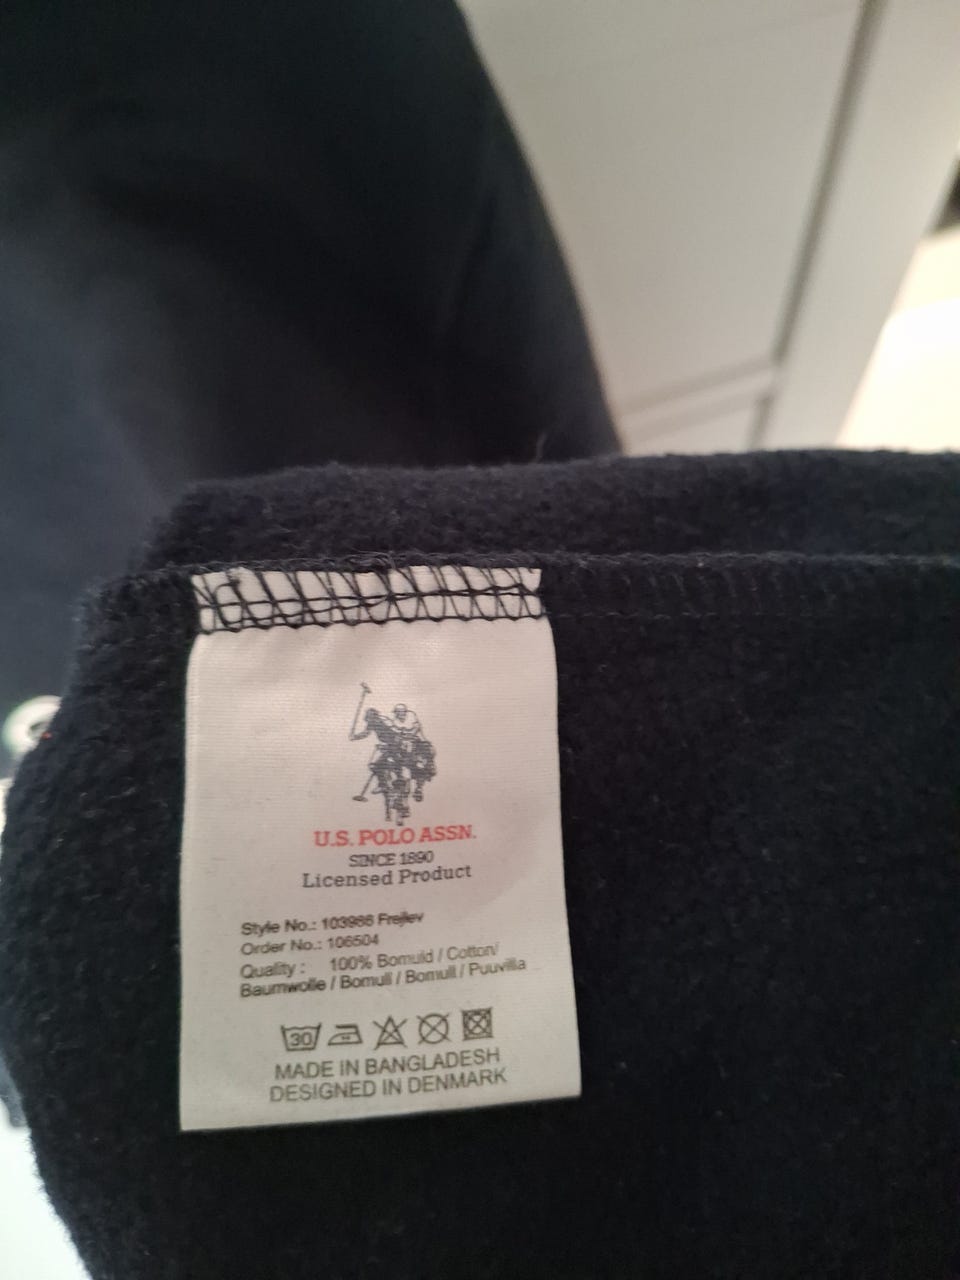 U.S. POLO ASSN.
SINCE 1890
Licensed Product
Style No.: 103986 Frejlev
Order No.: 106504
Quality : 100% Bomuld / Cotton/
Baumwolle / Bomull / Bomull / Puuvilla
30
MADE IN BANGLADESH
DESIGNED IN DENMARK